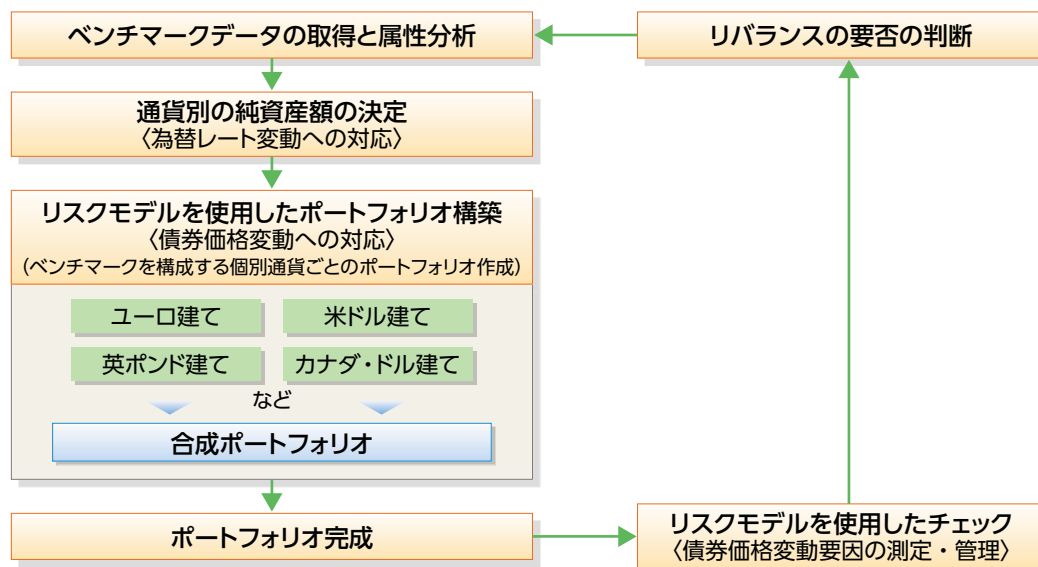 ベンチマークデータの取得と属性分析
リバランスの要否の判断
通貨別の純資産額の決定
〈為替レート変動への対応〉
リスクモデルを使用したポートフォリオ構築
〈債券価格変動への対応〉
(ベンチマークを構成する個別通貨ごとのポートフォリオ作成)
ユーロ建て
米ドル建て
英ポンド建て
カナダ・ドル建て
など
合成ポートフォリオ
ポートフォリオ完成
リスクモデルを使用したチェック
〈債券価格変動要因の測定・管理〉